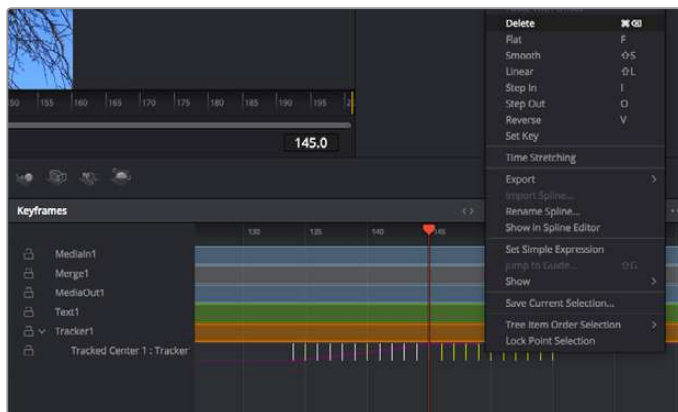 Delete ⌘⌫
Flat F
Smooth ⇧S
Linear ⇧L
Step In I
Step Out O
Reverse V
Set Key
Time Stretching
Export >
Import Spline...
Rename Spline...
Show in Spline Editor
Set Simple Expression
Jump to Guide... ⇧G
Show >
Save Current Selection...
Tree Item Order Selection >
Lock Point Selection
155 160 165 170 175 180 185 190 195
145.0
Keyframes
130 135 140 145
MediaIn1
Merge1
MediaOut1
Text1
Tracker1
Tracked Center 1 : Tracker